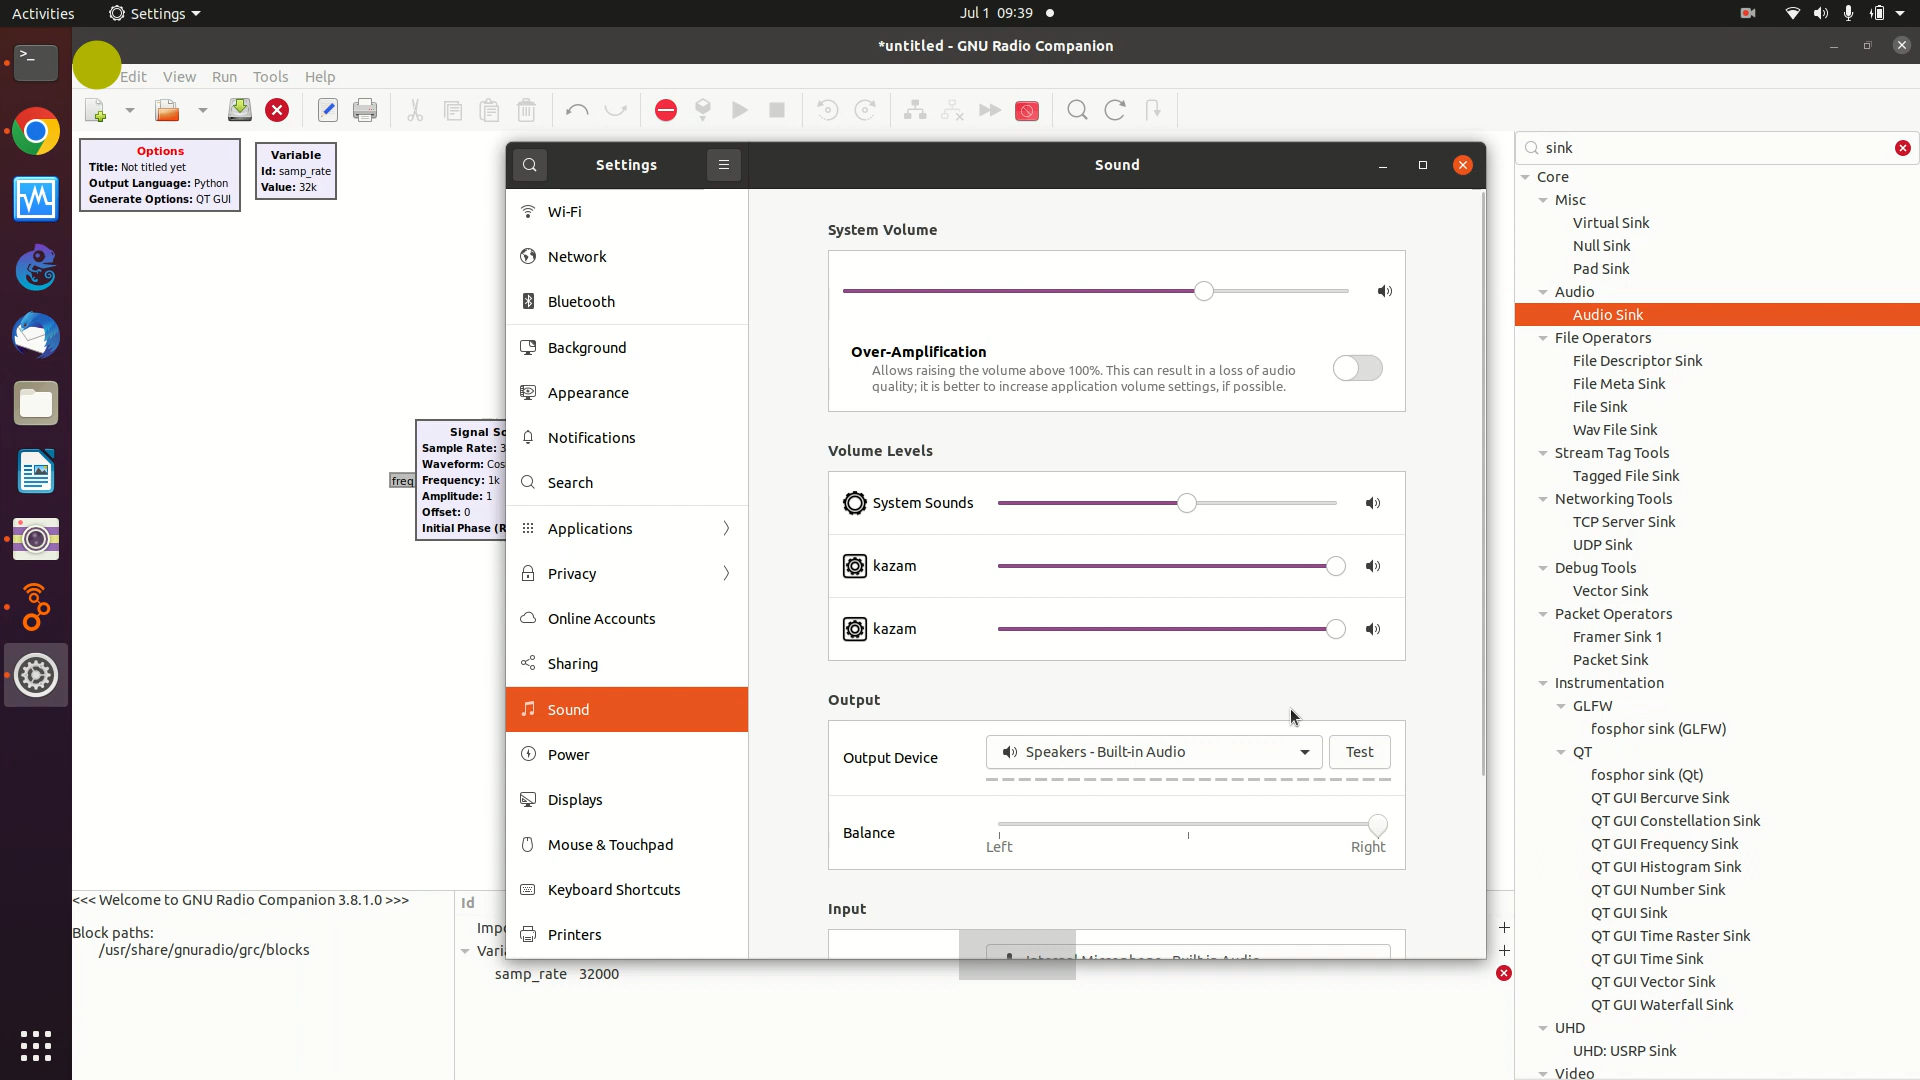 Activities
Settings
Jul 1 09:39
*untitled - GNU Radio Companion
Edit View Run Tools Help
Options
Title: Not titled yet
Output Language: Python
Generate Options: QT GUI
Variable
Id: samp_rate
Value: 32k
freq
Signal So
Sample Rate: 3
Waveform: Cos
Frequency: 1k
Amplitude: 1
Offset: 0
Initial Phase (R
Settings
Sound
Wi-Fi
Network
Bluetooth
Background
Appearance
Notifications
Search
Applications
Privacy
Online Accounts
Sharing
Sound
Power
Displays
Mouse & Touchpad
Keyboard Shortcuts
Printers
System Volume
Over-Amplification
Allows raising the volume above 100%. This can result in a loss of audio
quality; it is better to increase application volume settings, if possible.
Volume Levels
System Sounds
kazam
kazam
Output
Output Device
Speakers - Built-in Audio
Test
Balance
Left
Right
Input
Internal Microphone - Built-in Audio
sink
Core
Misc
Virtual Sink
Null Sink
Pad Sink
Audio
Audio Sink
File Operators
File Descriptor Sink
File Meta Sink
File Sink
Wav File Sink
Stream Tag Tools
Tagged File Sink
Networking Tools
TCP Server Sink
UDP Sink
Debug Tools
Vector Sink
Packet Operators
Framer Sink 1
Packet Sink
Instrumentation
GLFW
fosphor sink (GLFW)
QT
fosphor sink (Qt)
QT GUI Bercurve Sink
QT GUI Constellation Sink
QT GUI Frequency Sink
QT GUI Histogram Sink
QT GUI Number Sink
QT GUI Sink
QT GUI Time Raster Sink
QT GUI Time Sink
QT GUI Vector Sink
QT GUI Waterfall Sink
UHD
UHD: USRP Sink
Video
<<< Welcome to GNU Radio Companion 3.8.1.0 >>>
Block paths:
/usr/share/gnuradio/grc/blocks
Id
Impo
Varia
samp_rate 32000